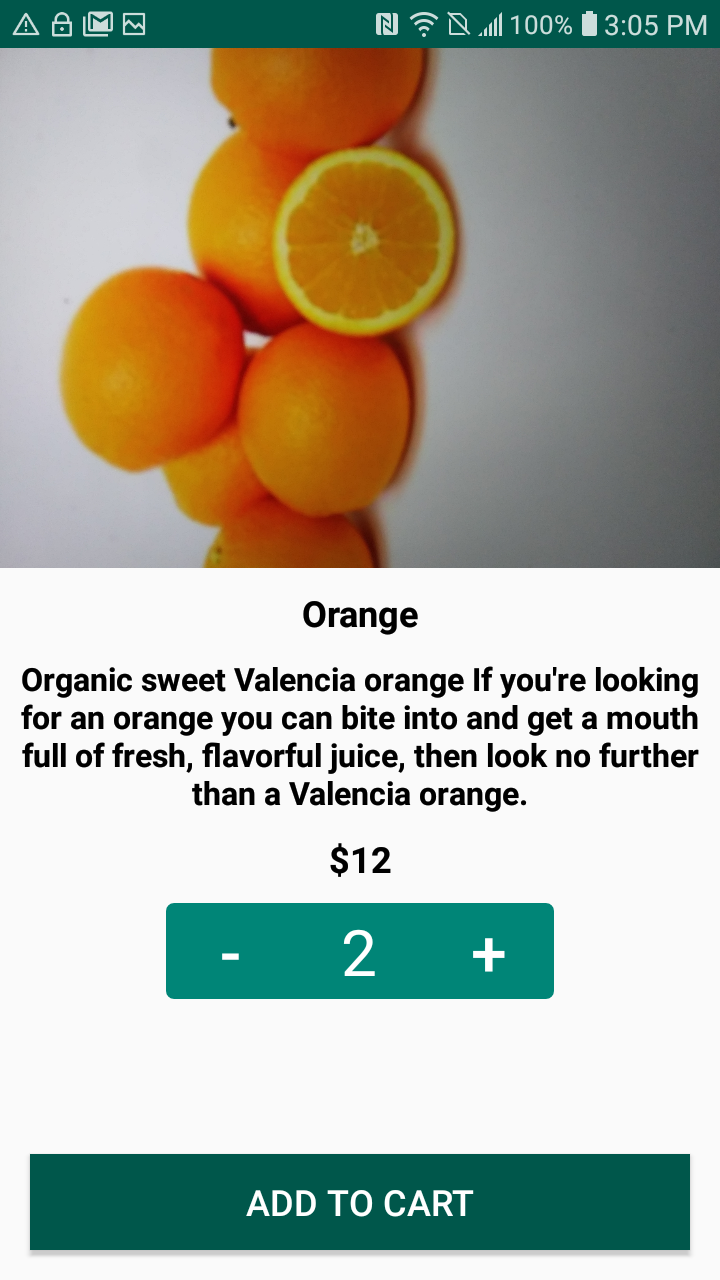 100% 3:05 PM
Orange
Organic sweet Valencia orange If you're looking
for an orange you can bite into and get a mouth
full of fresh, flavorful juice, then look no further
than a Valencia orange.
$12
- 2 +
ADD TO CART